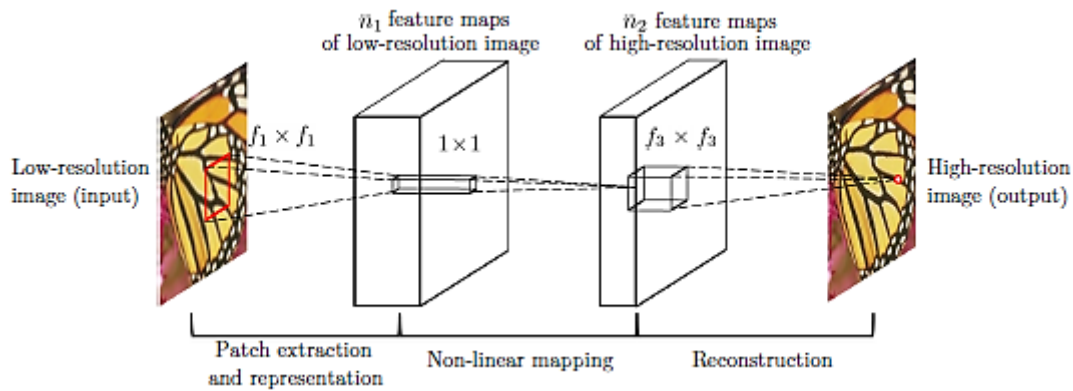 n₁ feature maps
of low-resolution image
n₂ feature maps
of high-resolution image
f₁ × f₁
1×1
f₃ × f₃
Low-resolution
image (input)
High-resolution
image (output)
Patch extraction
and representation
Non-linear mapping
Reconstruction